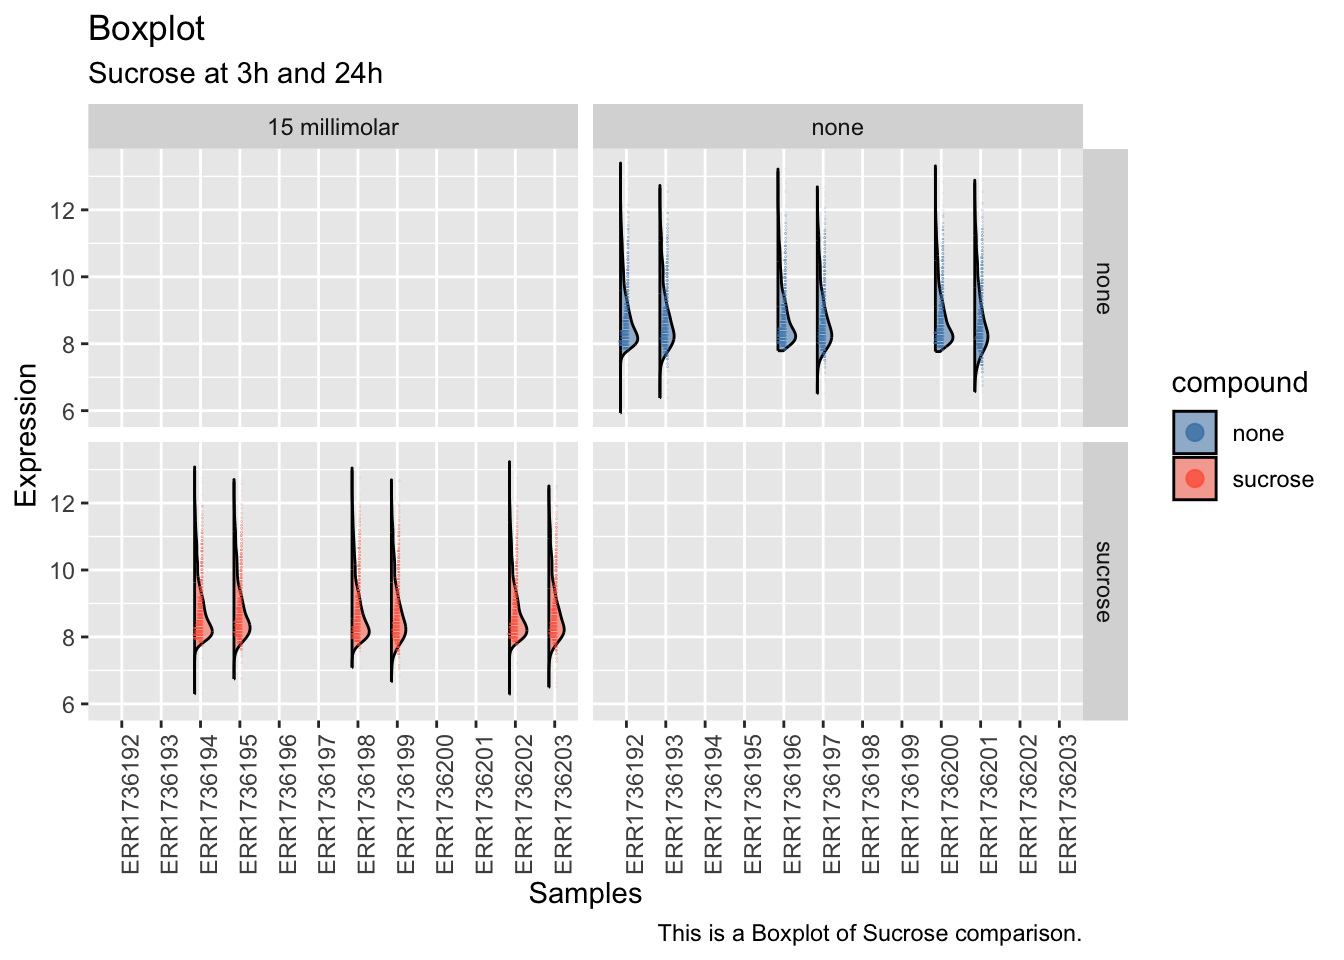 Boxplot
Sucrose at 3h and 24h
15 millimolar
none
12
10
8
6
none
Expression
12
10
8
6
sucrose
compound
none
sucrose
ERR1736192
ERR1736193
ERR1736194
ERR1736195
ERR1736196
ERR1736197
ERR1736198
ERR1736199
ERR1736200
ERR1736201
ERR1736202
ERR1736203
ERR1736192
ERR1736193
ERR1736194
ERR1736195
ERR1736196
ERR1736197
ERR1736198
ERR1736199
ERR1736200
ERR1736201
ERR1736202
ERR1736203
Samples
This is a Boxplot of Sucrose comparison.